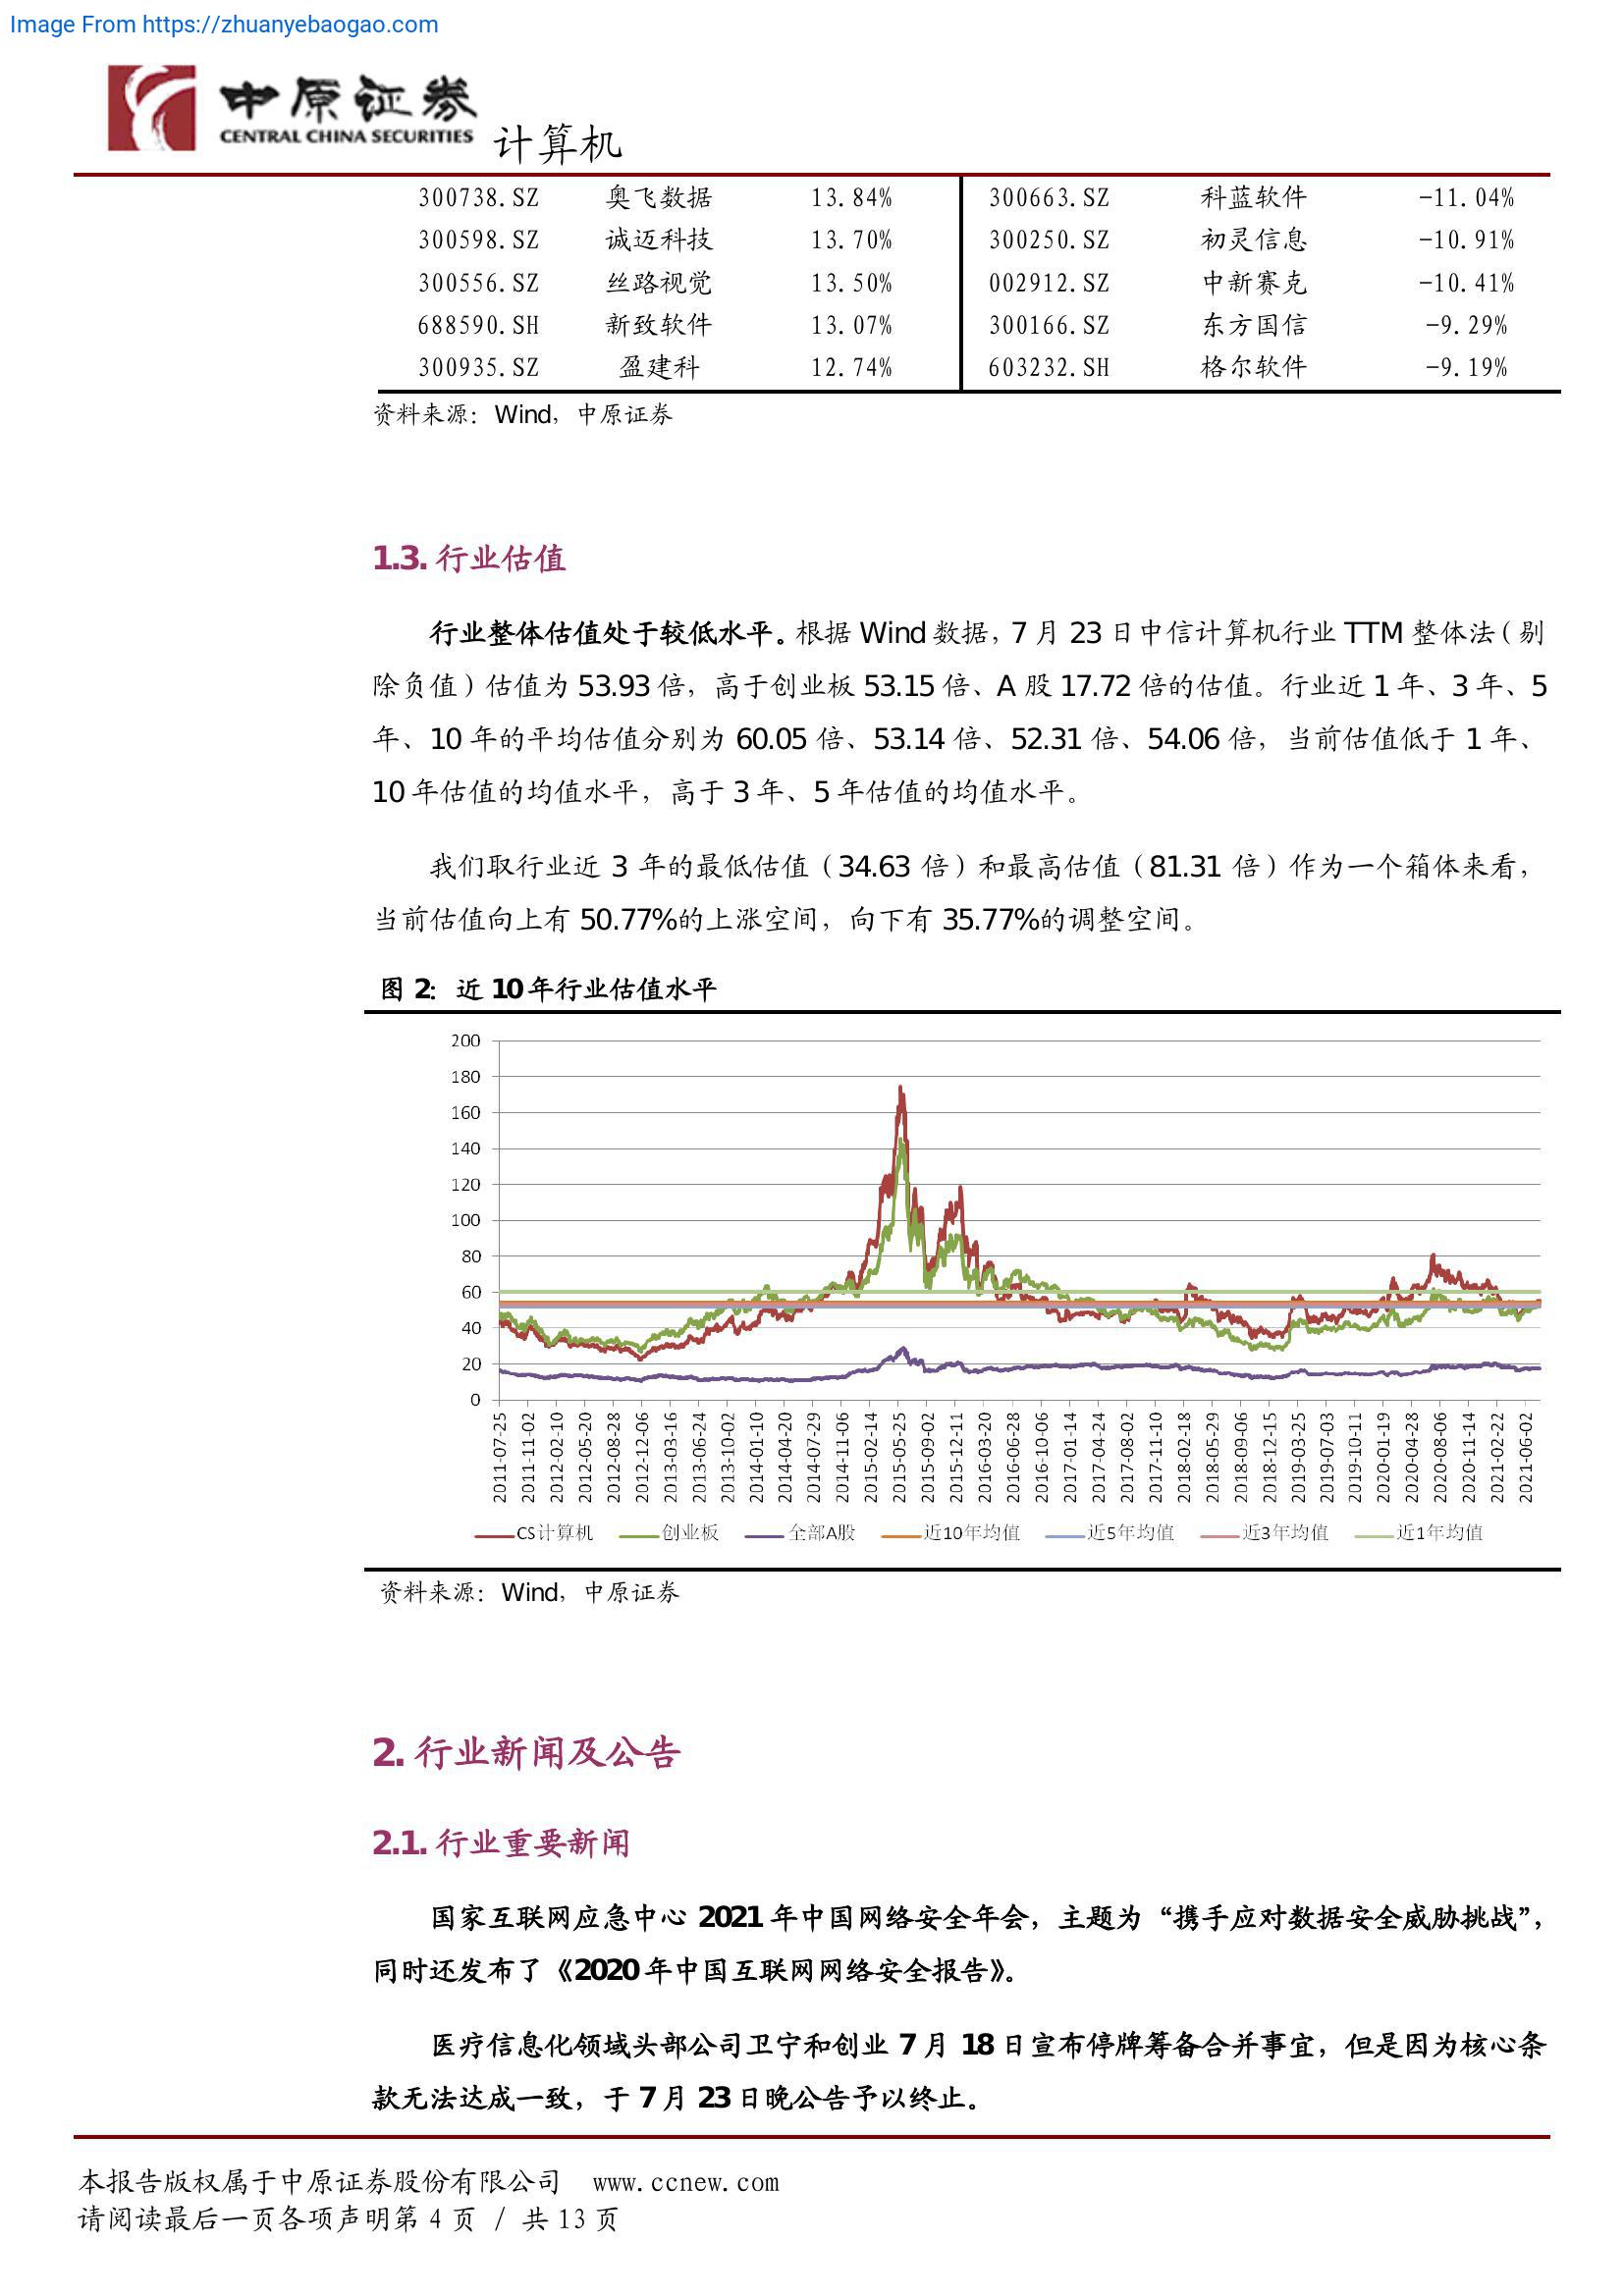 Image From https://zhuanyebaogao.com
中原证券
CENTRAL CHINA SECURITIES
计算机
300738.SZ 奥飞数据 13.84% 300663.SZ 科蓝软件 -11.04%
300598.SZ 诚迈科技 13.70% 300250.SZ 初灵信息 -10.91%
300556.SZ 丝路视觉 13.50% 002912.SZ 中新赛克 -10.41%
688590.SH 新致软件 13.07% 300166.SZ 东方国信 -9.29%
300935.SZ 盈建科 12.74% 603232.SH 格尔软件 -9.19%
资料来源：Wind，中原证券
1.3. 行业估值
行业整体估值处于较低水平。根据 Wind 数据，7 月 23 日中信计算机行业 TTM 整体法（剔
除负值）估值为 53.93 倍，高于创业板 53.15 倍、A 股 17.72 倍的估值。行业近 1 年、3 年、5
年、10 年的平均估值分别为 60.05 倍、53.14 倍、52.31 倍、54.06 倍，当前估值低于 1 年、
10 年估值的均值水平，高于 3 年、5 年估值的均值水平。
我们取行业近 3 年的最低估值（34.63 倍）和最高估值（81.31 倍）作为一个箱体来看，
当前估值向上有 50.77%的上涨空间，向下有 35.77%的调整空间。
图 2：近 10 年行业估值水平
200
180
160
140
120
100
80
60
40
20
0
2011-07-25 2011-11-02 2012-02-10 2012-05-20 2012-08-28 2012-12-06 2013-03-16 2013-06-24 2013-10-02 2014-01-10 2014-04-20 2014-07-29 2014-11-06 2015-02-14 2015-05-25 2015-09-02 2015-12-11 2016-03-20 2016-06-28 2016-10-06 2017-01-14 2017-04-24 2017-08-02 2017-11-10 2018-02-18 2018-05-29 2018-09-06 2018-12-15 2019-03-25 2019-07-03 2019-10-11 2020-01-19 2020-04-28 2020-08-06 2020-11-14 2021-02-22 2021-06-02
CS计算机 创业板 全部A股 近10年均值 近5年均值 近3年均值 近1年均值
资料来源：Wind，中原证券
2. 行业新闻及公告
2.1. 行业重要新闻
国家互联网应急中心 2021 年中国网络安全年会，主题为“携手应对数据安全威胁挑战”，
同时还发布了《2020 年中国互联网网络安全报告》。
医疗信息化领域头部公司卫宁和创业 7 月 18 日宣布停牌筹备合并事宜，但是因为核心条
款无法达成一致，于 7 月 23 日晚公告予以终止。
本报告版权属于中原证券股份有限公司 www.ccnew.com
请阅读最后一页各项声明第 4 页 / 共 13 页